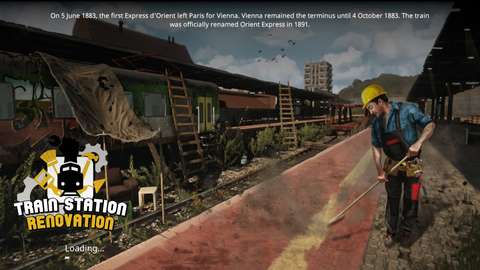 On 5 June 1883, the first Express d'Orient left Paris for Vienna. Vienna remained the terminus until 4 October 1883. The train
was officially renamed Orient Express in 1891.
TRAIN STATION
RENOVATION
Loading...